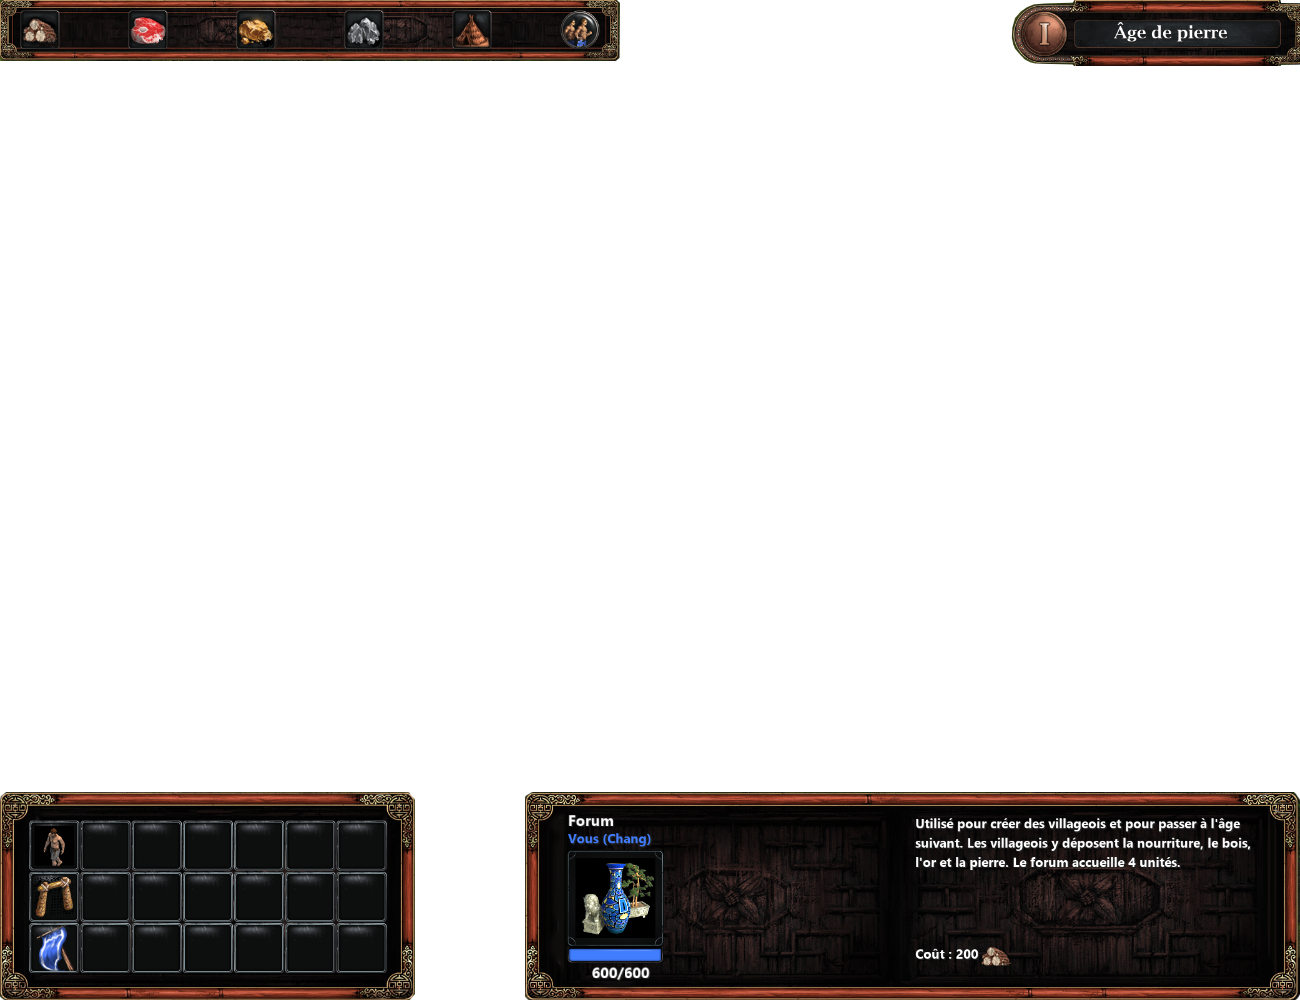 I
Âge de pierre
Forum
Vous (Chang)
600/600
Utilisé pour créer des villageois et pour passer à l'âge
suivant. Les villageois y déposent la nourriture, le bois,
l'or et la pierre. Le forum accueille 4 unités.
Coût : 200